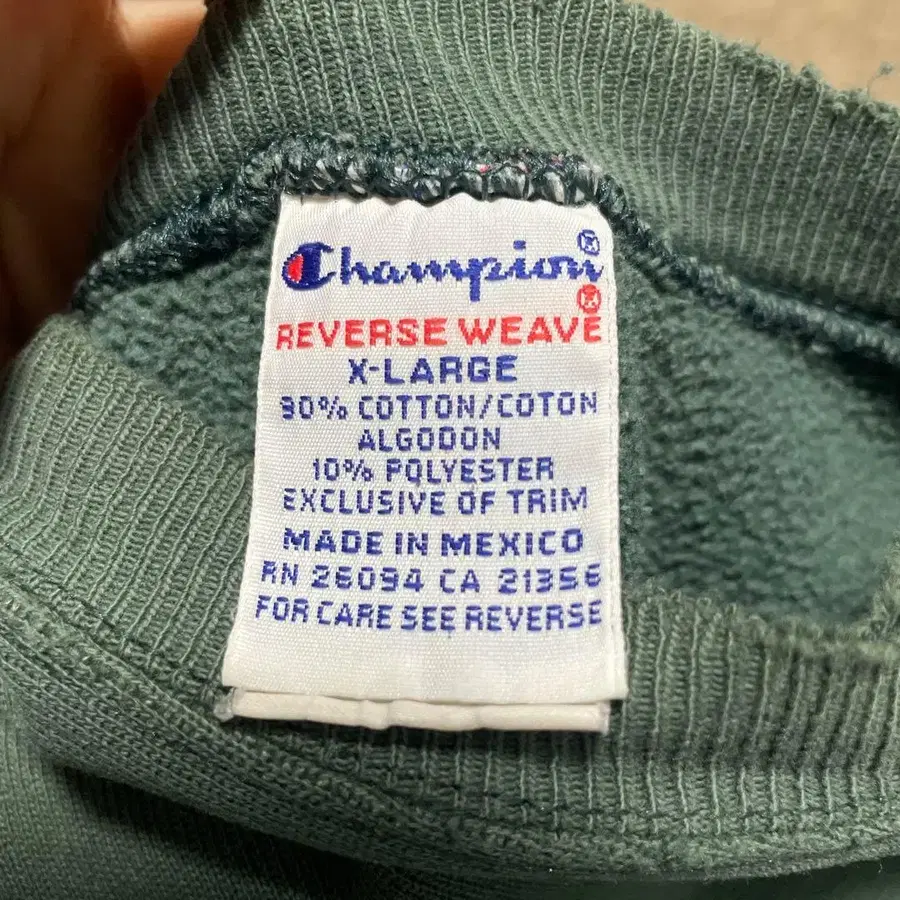 Champion®
REVERSE WEAVE®
X-LARGE
90% COTTON/COTON
ALGODON
10% POLYESTER
EXCLUSIVE OF TRIM
MADE IN MEXICO
RN 26094 CA 21356
FOR CARE SEE REVERSE